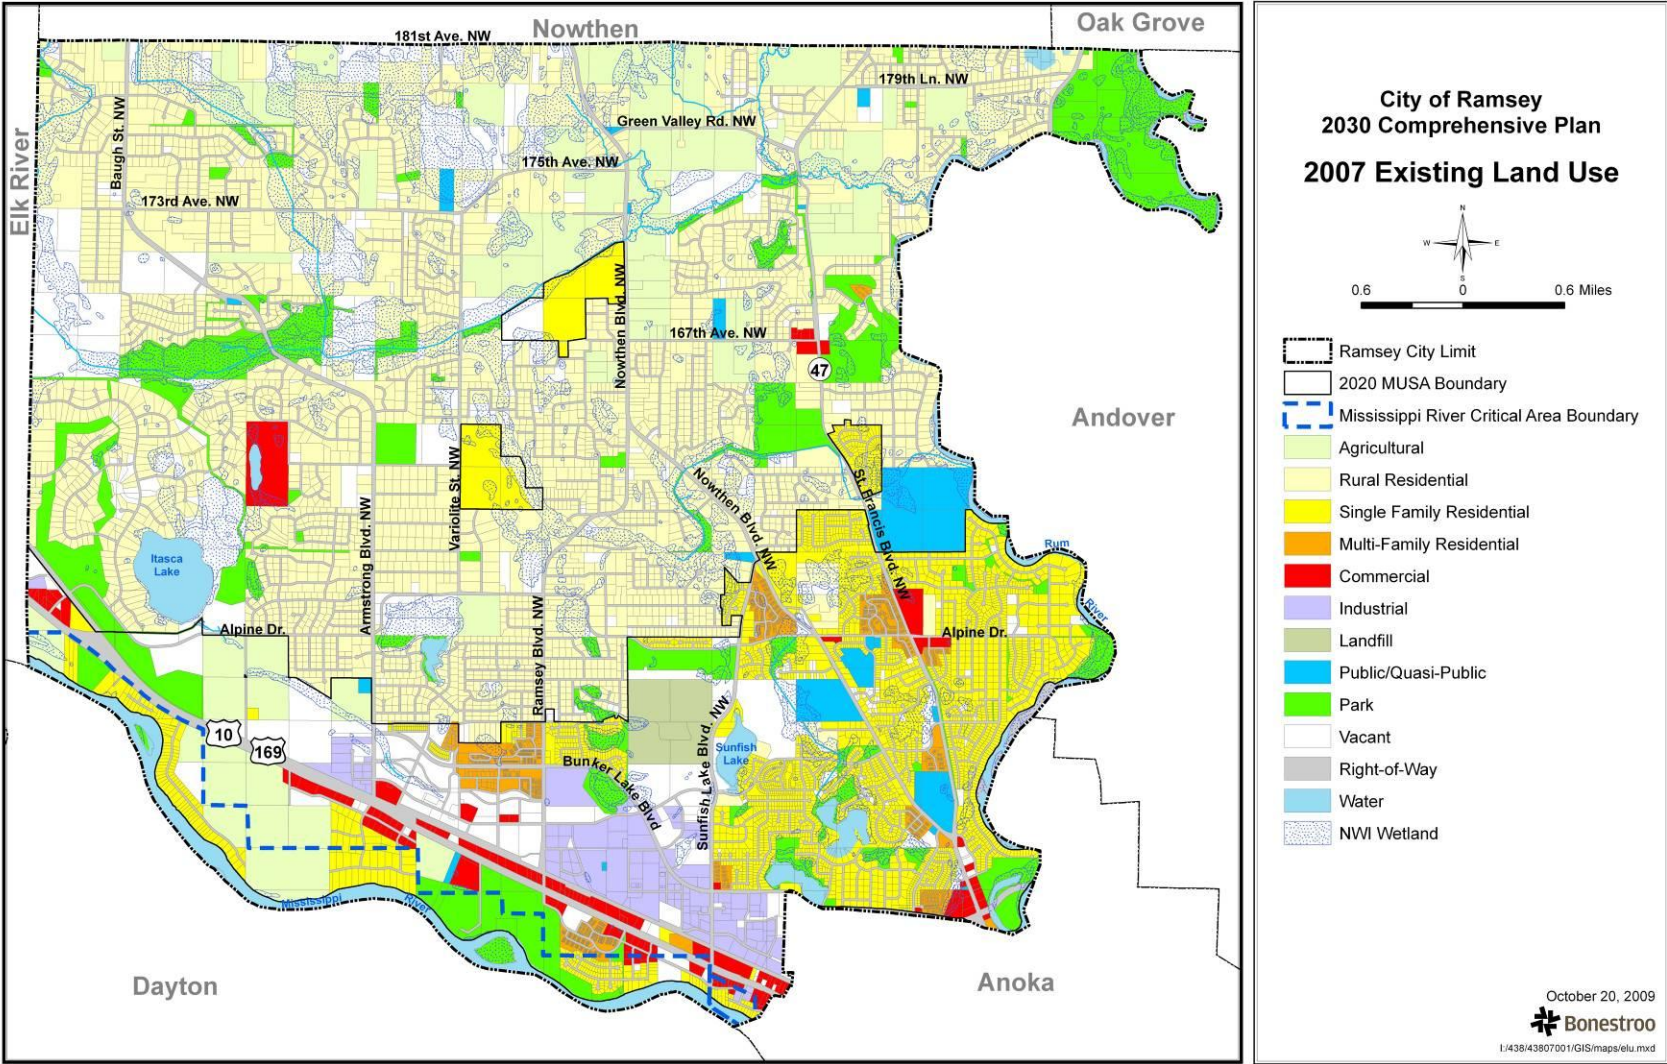 Nowthen
Oak Grove
181st Ave. NW
179th Ln. NW
Baugh St. NW
Green Valley Rd. NW
175th Ave. NW
Elk River
173rd Ave. NW
Nowthen Blvd. NW
167th Ave. NW
47
Andover
Variolite St. NW
Nowthen Blvd. NW
St. Francis Blvd. NW
Armstrong Blvd. NW
Itasca
Lake
Rum
River
Ramsey Blvd. NW
Alpine Dr.
Alpine Dr.
10
169
Sunfish Lake Blvd. NW
Sunfish
Lake
Bunker Lake Blvd
Mississippi
River
Dayton
Anoka
City of Ramsey
2030 Comprehensive Plan
2007 Existing Land Use
N
W
E
S
0.6
0
0.6 Miles
Ramsey City Limit
2020 MUSA Boundary
Mississippi River Critical Area Boundary
Agricultural
Rural Residential
Single Family Residential
Multi-Family Residential
Commercial
Industrial
Landfill
Public/Quasi-Public
Park
Vacant
Right-of-Way
Water
NWI Wetland
October 20, 2009
Bonestroo
I:/438/43807001/GIS/maps/elu.mxd